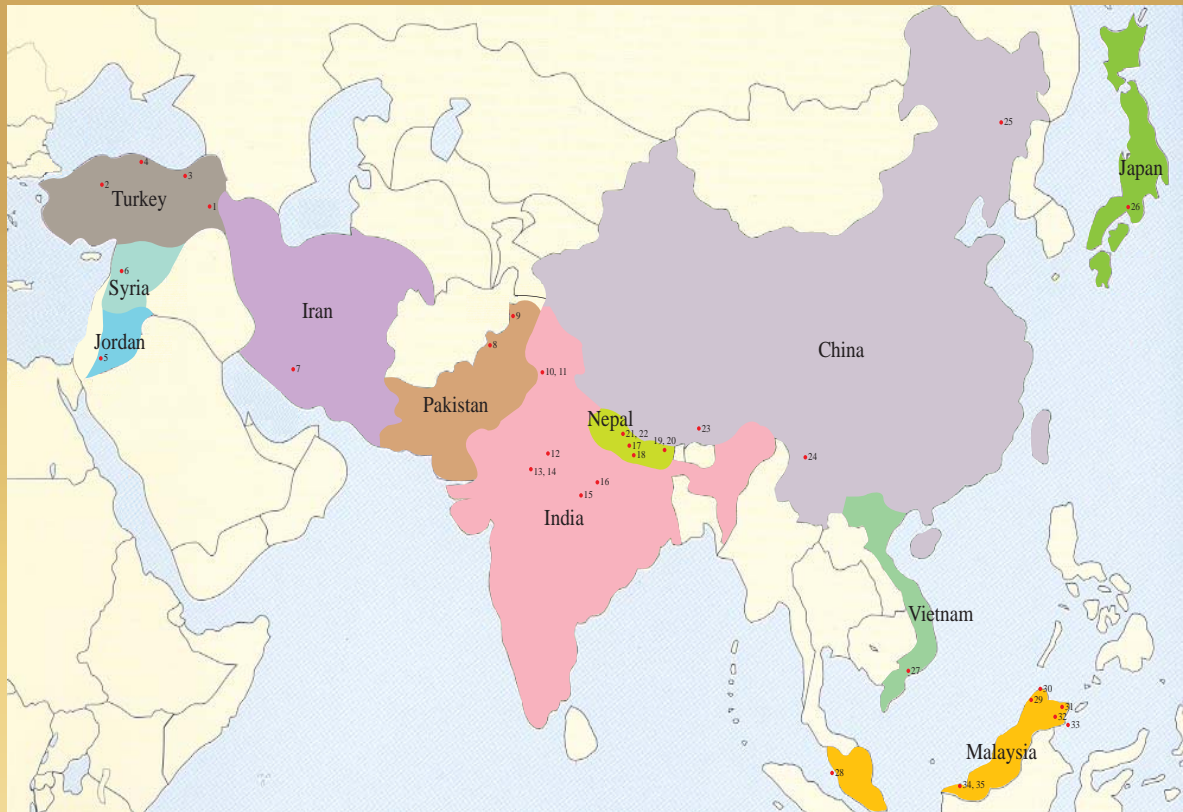 25
4
3
Japan
2
Turkey
1
26
6
Syria
Iran
9
Jordan
8
China
5
7
10, 11
Pakistan
Nepal
23
21, 22
17
19, 20
18
12
24
13, 14
16
15
India
Vietnam
27
30
29
31
32
33
Malaysia
28
34, 35